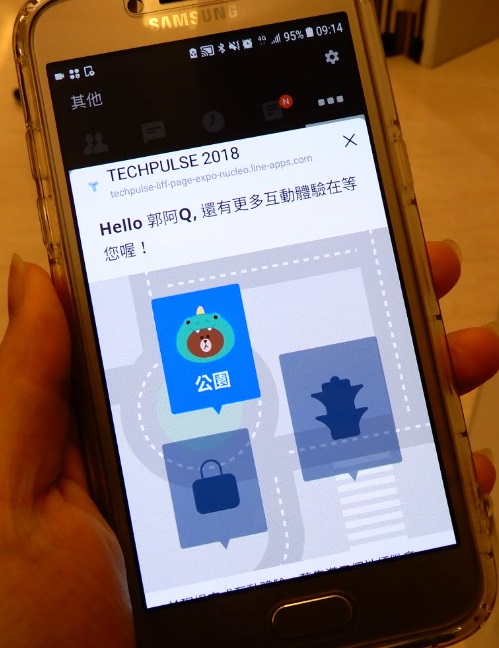 SAMSUNG
4G 95% 09:14
其他
N
TECHPULSE 2018
techpulse-liff-page-expo-nucleo.line-apps.com
Hello 郭阿Q, 還有更多互動體驗在等
您喔！
公園